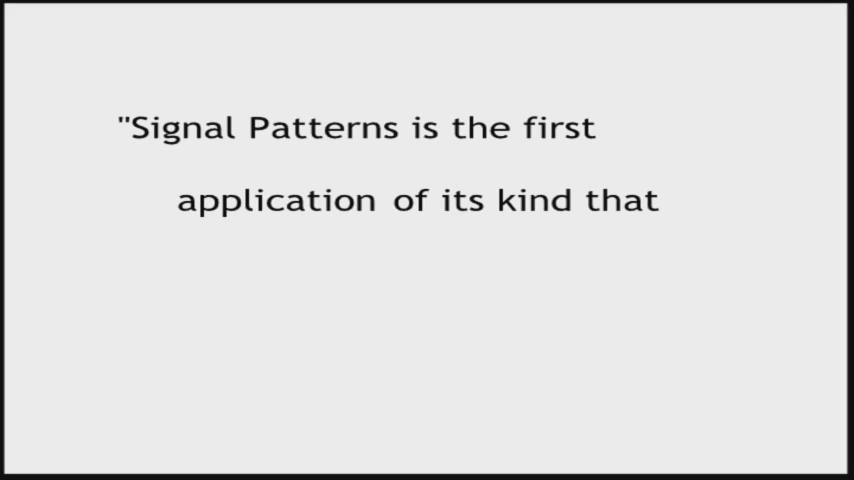 "Signal Patterns is the first
application of its kind that